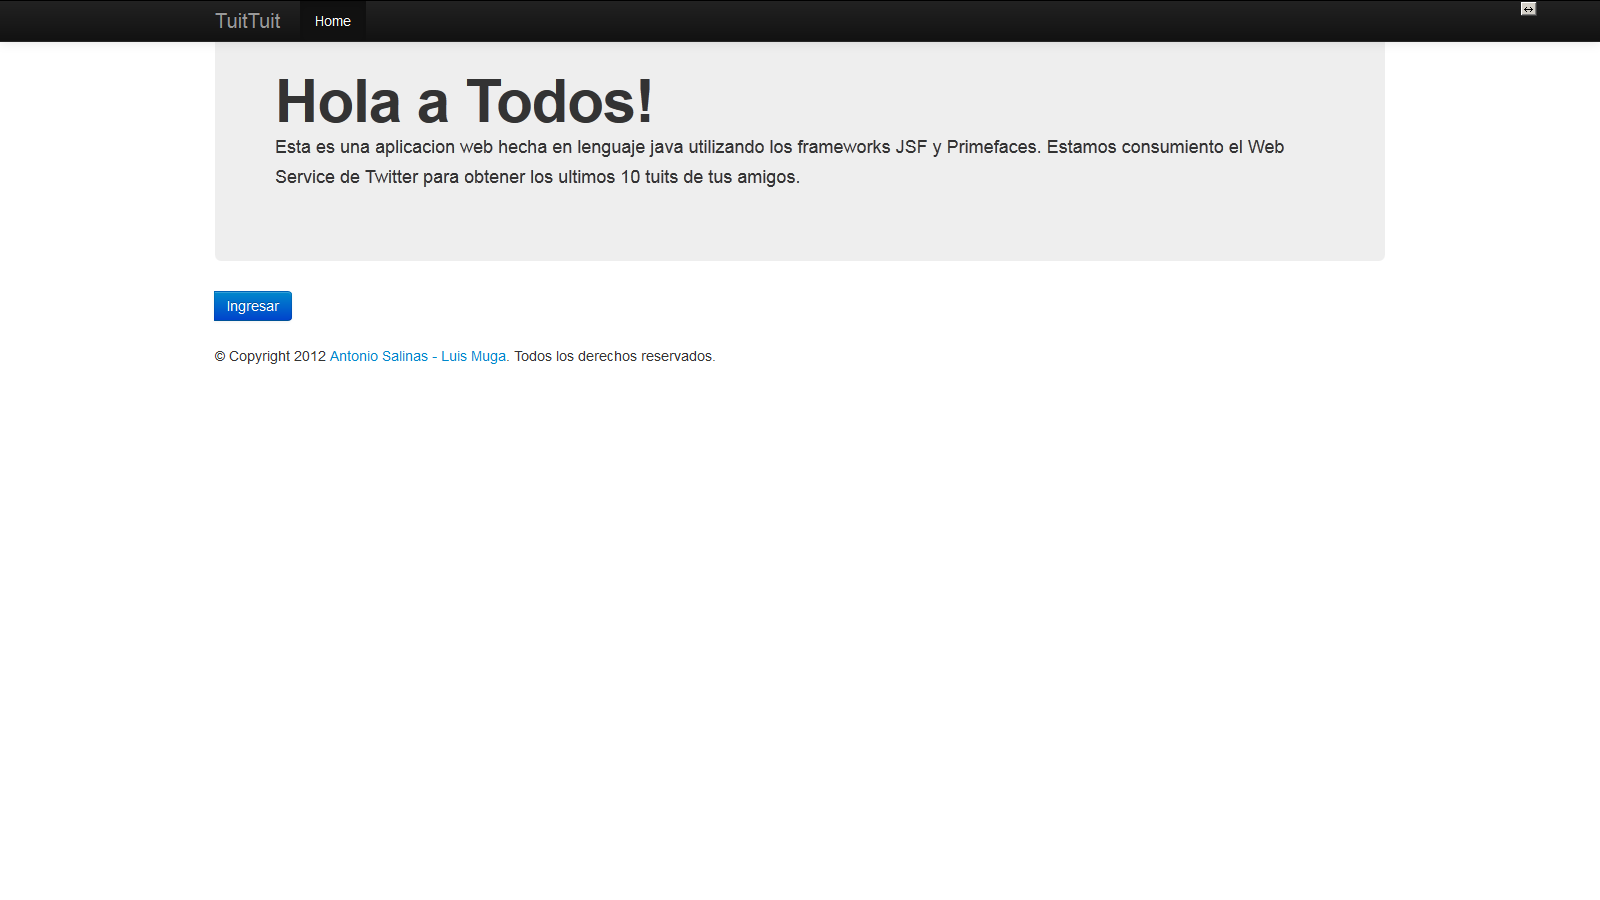 TuitTuit Home
Hola a Todos!
Esta es una aplicacion web hecha en lenguaje java utilizando los frameworks JSF y Primefaces. Estamos consumiento el Web
Service de Twitter para obtener los ultimos 10 tuits de tus amigos.
Ingresar
© Copyright 2012 Antonio Salinas - Luis Muga. Todos los derechos reservados.